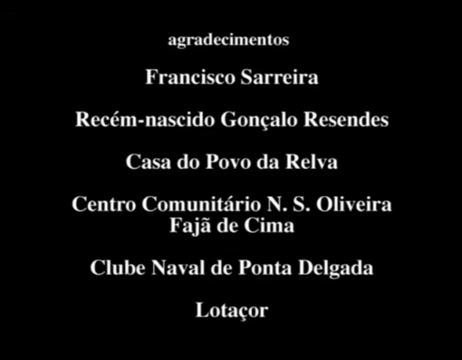 agradecimentos
Francisco Sarreira
Recém-nascido Gonçalo Resendes
Casa do Povo da Relva
Centro Comunitário N. S. Oliveira
Fajã de Cima
Clube Naval de Ponta Delgada
Lotaçor